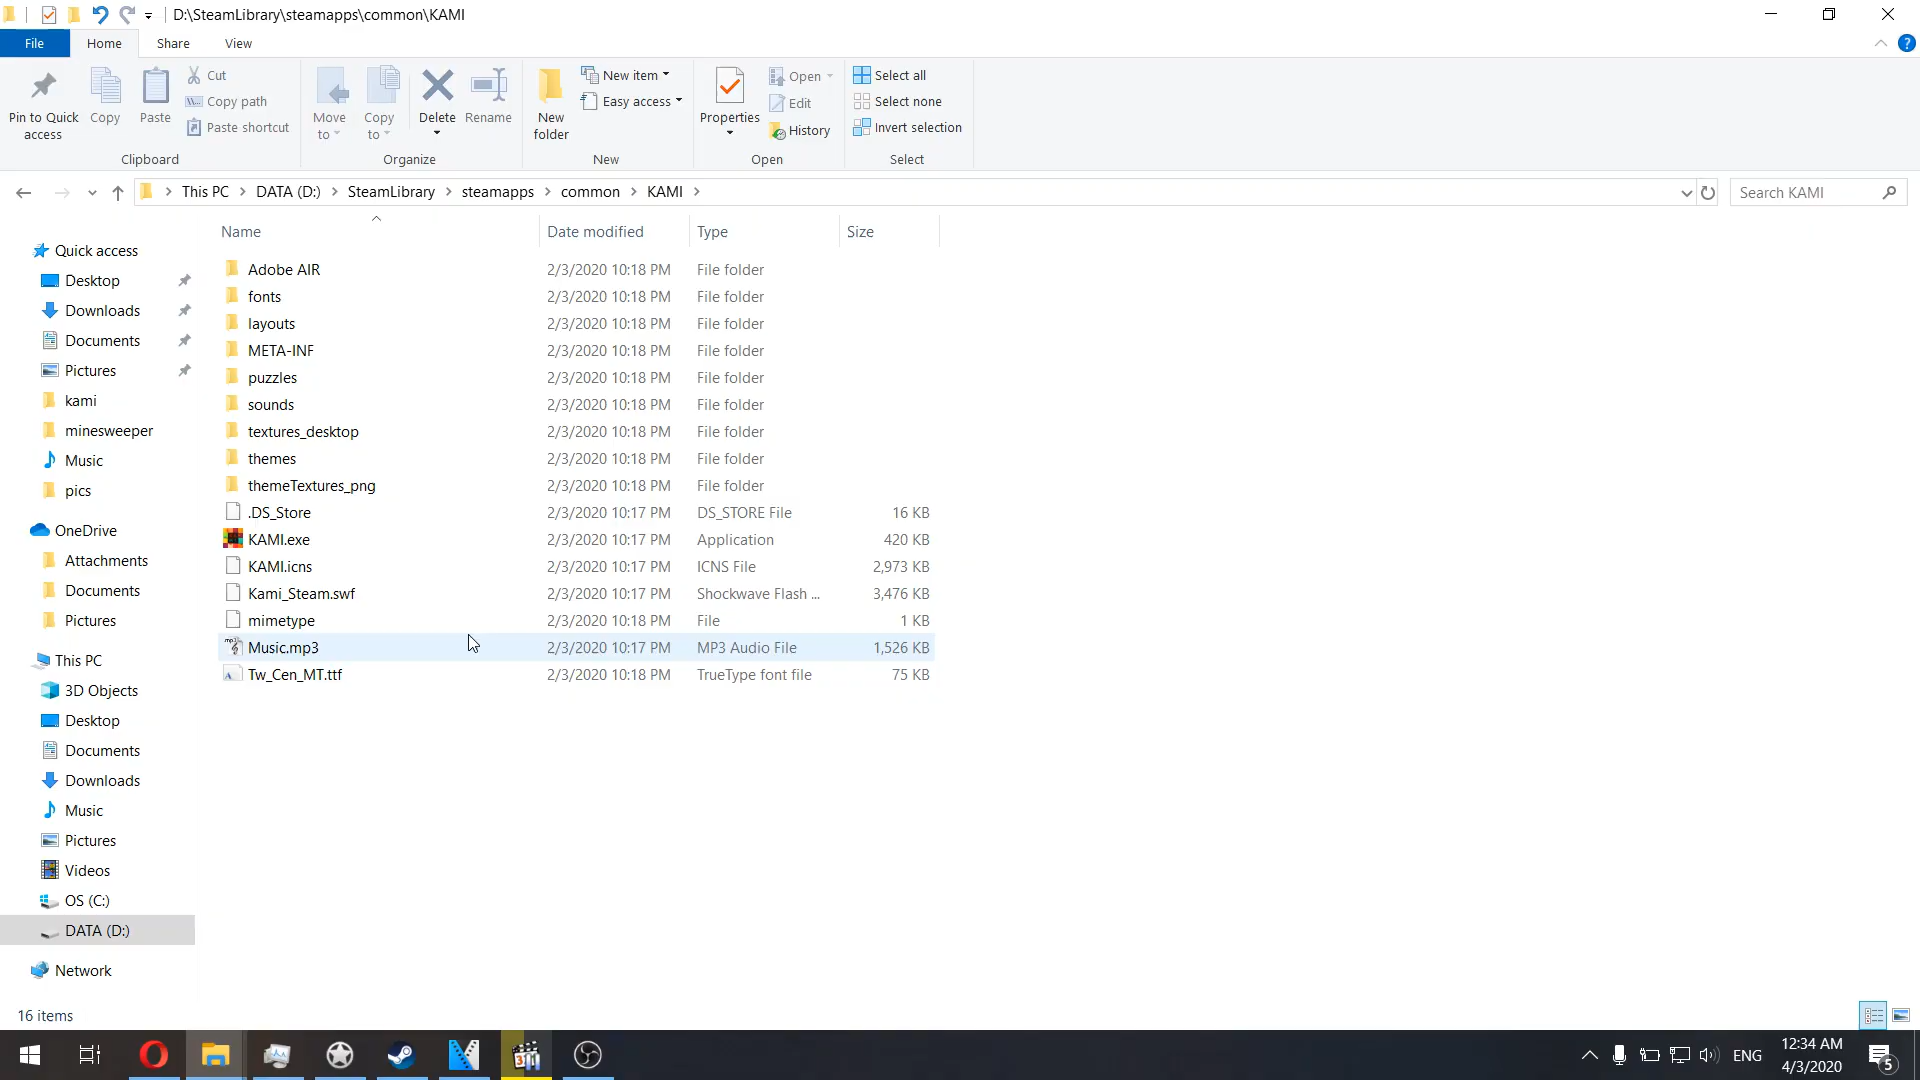 D:\SteamLibrary\steamapps\common\KAMI
File Home Share View
Pin to Quick access
Copy
Paste
Cut
Copy path
Paste shortcut
Clipboard
Move to
Copy to
Delete
Rename
Organize
New folder
New item
Easy access
New
Properties
Open
Edit
History
Open
Select all
Select none
Invert selection
Select
This PC > DATA (D:) > SteamLibrary > steamapps > common > KAMI >
Search KAMI
Name Date modified Type Size
Quick access
Desktop
Downloads
Documents
Pictures
kami
minesweeper
Music
pics
OneDrive
Attachments
Documents
Pictures
This PC
3D Objects
Desktop
Documents
Downloads
Music
Pictures
Videos
OS (C:)
DATA (D:)
Network
Adobe AIR 2/3/2020 10:18 PM File folder
fonts 2/3/2020 10:18 PM File folder
layouts 2/3/2020 10:18 PM File folder
META-INF 2/3/2020 10:18 PM File folder
puzzles 2/3/2020 10:18 PM File folder
sounds 2/3/2020 10:18 PM File folder
textures_desktop 2/3/2020 10:18 PM File folder
themes 2/3/2020 10:18 PM File folder
themeTextures_png 2/3/2020 10:18 PM File folder
.DS_Store 2/3/2020 10:17 PM DS_STORE File 16 KB
KAMI.exe 2/3/2020 10:17 PM Application 420 KB
KAMI.icns 2/3/2020 10:17 PM ICNS File 2,973 KB
Kami_Steam.swf 2/3/2020 10:17 PM Shockwave Flash ... 3,476 KB
mimetype 2/3/2020 10:18 PM File 1 KB
Music.mp3 2/3/2020 10:17 PM MP3 Audio File 1,526 KB
Tw_Cen_MT.ttf 2/3/2020 10:18 PM TrueType font file 75 KB
16 items
ENG
12:34 AM
4/3/2020
5